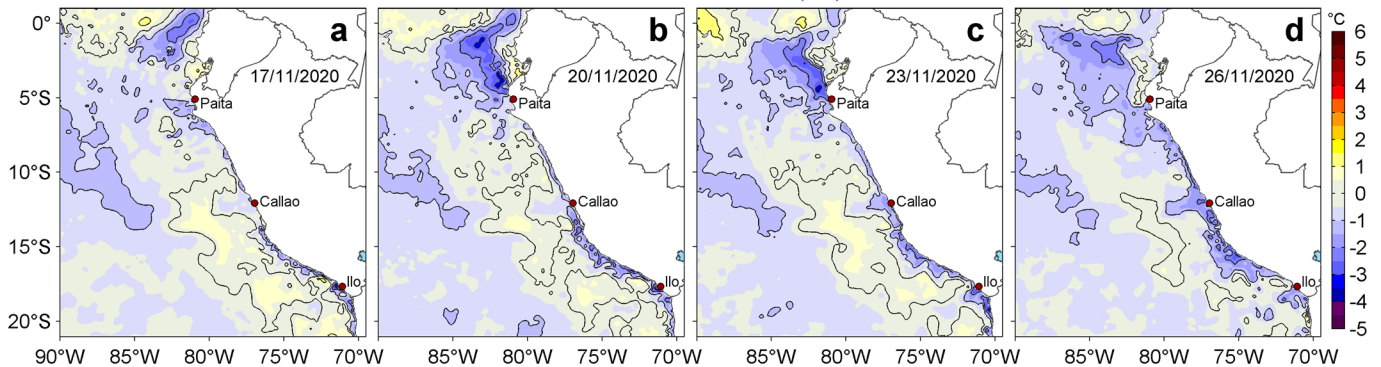 a
b
c
d
°C
17/11/2020
20/11/2020
23/11/2020
26/11/2020
0°
5°S
10°S
15°S
20°S
Paita
Callao
Ilo
Paita
Callao
Ilo
Paita
Callao
Ilo
Paita
Callao
Ilo
6
5
4
3
2
1
0
-1
-2
-3
-4
-5
90°W 85°W 80°W 75°W 70°W
85°W 80°W 75°W 70°W
85°W 80°W 75°W 70°W
85°W 80°W 75°W 70°W